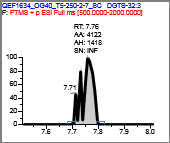 QEF1634_OG40_T5-250-2-7_8C DGTS-32:3
F: FTMS + p ESI Full ms [500.0000-2000.0000]
RT: 7.76
AA: 4122
AH: 1418
SN: INF
7.71
100
80
60
40
20
0
7.6 7.7 7.8 7.9 8.0